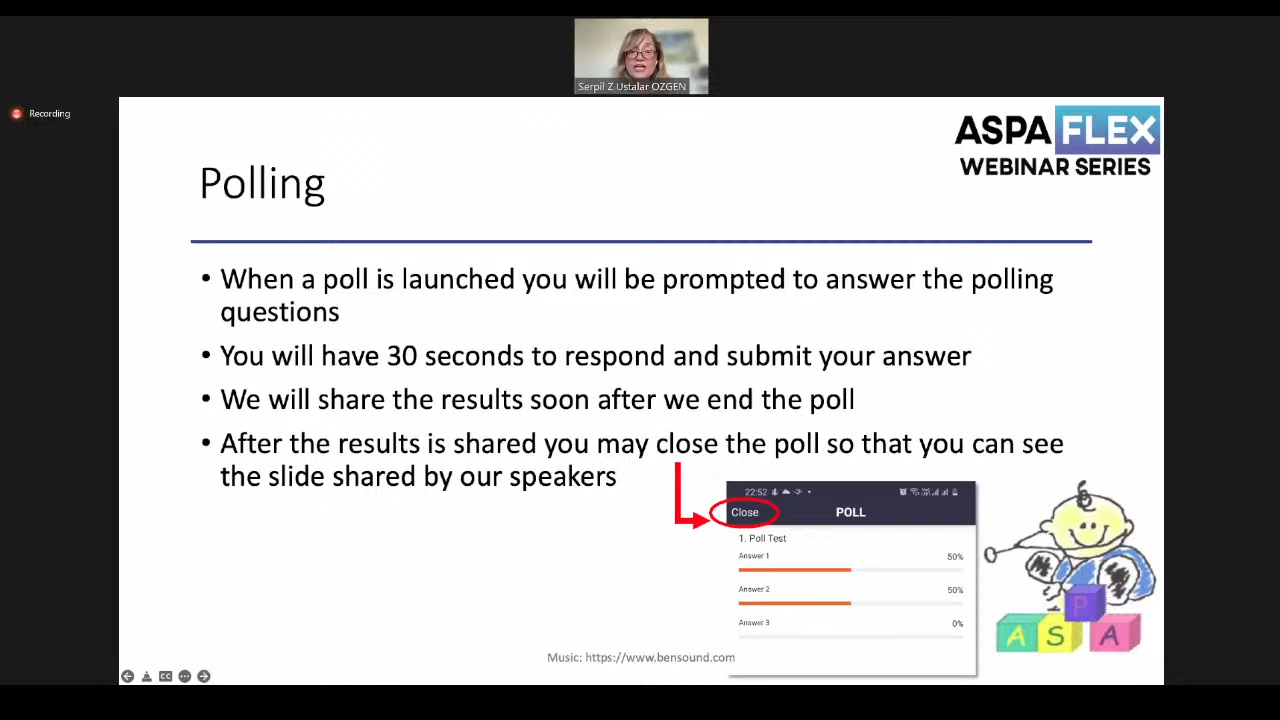 Serpil Z Ustalar OZGEN
Recording
ASPA FLEX
WEBINAR SERIES
Polling
• When a poll is launched you will be prompted to answer the polling
questions
• You will have 30 seconds to respond and submit your answer
• We will share the results soon after we end the poll
• After the results is shared you may close the poll so that you can see
the slide shared by our speakers
22:52
Close POLL
1. Poll Test
Answer 1 50%
Answer 2 50%
Answer 3 0%
P
A S A
Music: https://www.bensound.com
CC